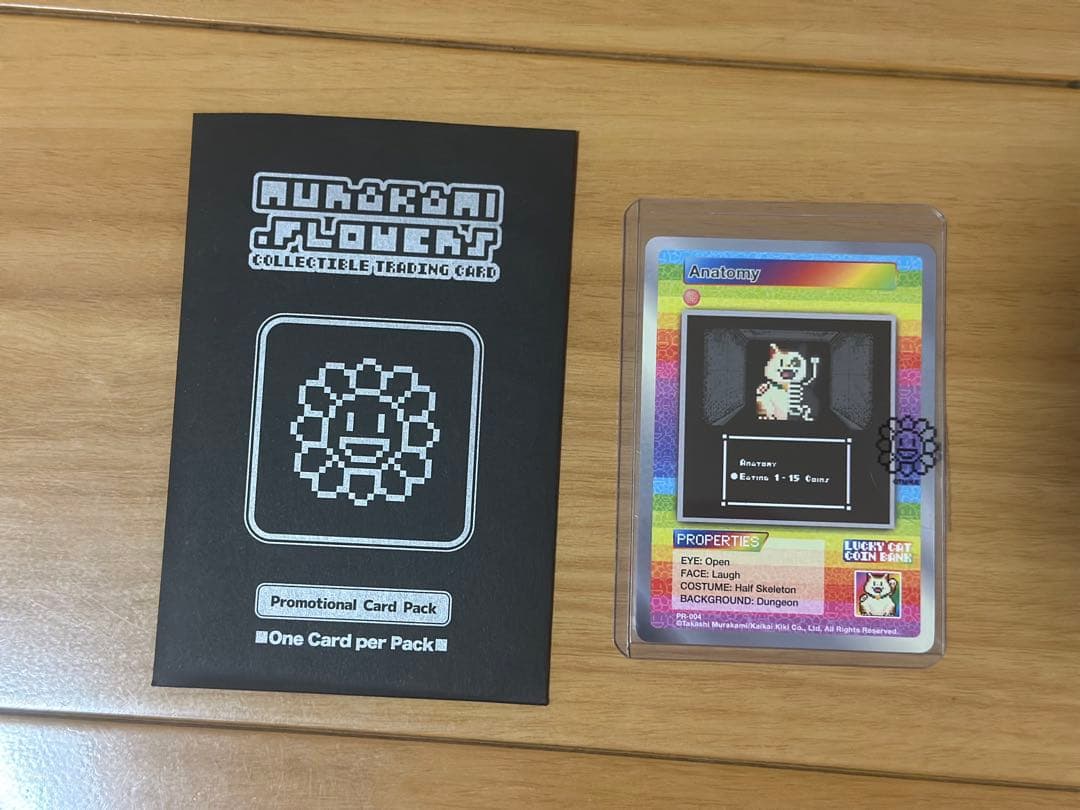 MURAKAMI
.FLOWERS
COLLECTIBLE TRADING CARD
Promotional Card Pack
One Card per Pack
Anatomy
Anatomy
Eating 1 - 15 Coins
PROPERTIES
EYE: Open
FACE: Laugh
COSTUME: Half Skeleton
BACKGROUND: Dungeon
LUCKY CAT
COIN BANK
PR-004
©Takashi Murakami/Kaikai Kiki Co., Ltd. All Rights Reserved.